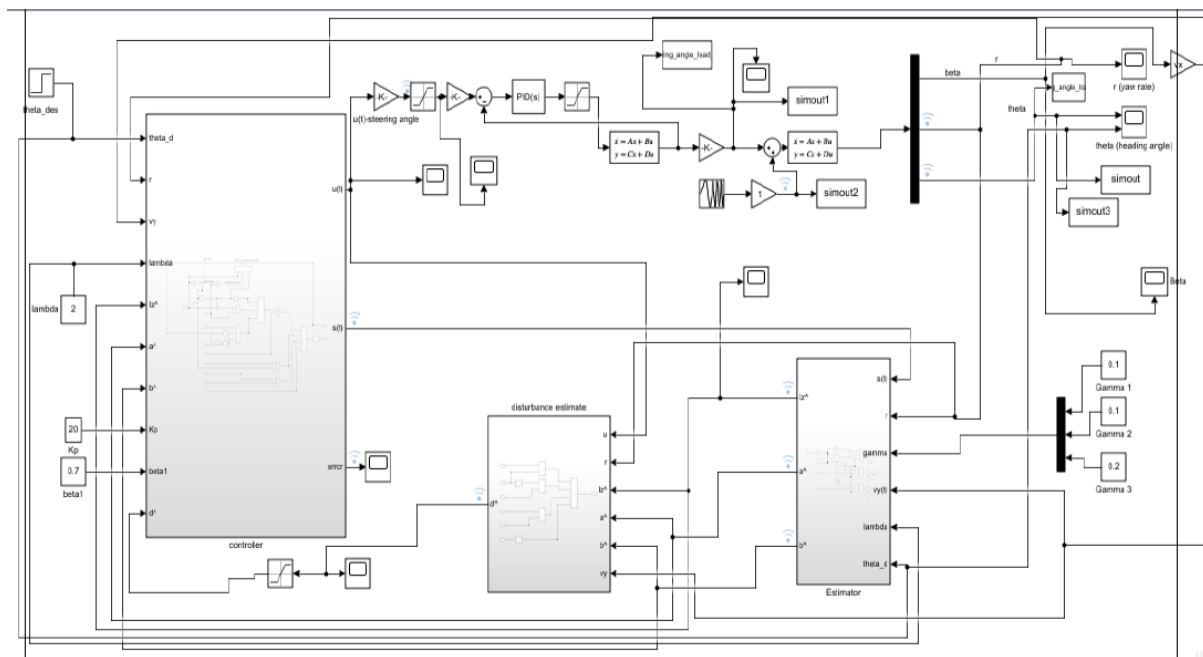 theta_des
theta_d
r
vy
lambda
Iz^
a^
b^
Kp
beta1
d^
u(t)
s(t)
error
controller
lambda
2
20
Kp
0.7
beta1
-K-
u(t)-steering angle
-K-
PID(s)
ẋ = Ax + Bu
y = Cx + Du
-K-
simout1
ẋ = Ax + Bu
y = Cx + Du
1
simout2
beta
r
theta
r (yaw rate)
theta (heading angle)
simout
simout3
vx
Beta
disturbance estimate
d^
u
r
Iz^
a^
b^
vy
Iz^
a^
b^
s(t)
r
gamma
vy(t)
lambda
theta_d
Estimator
0.1
Gamma 1
0.1
Gamma 2
0.2
Gamma 3